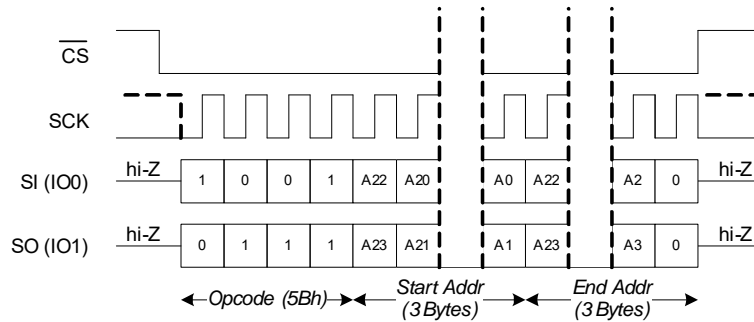 CS
SCK
SI (IO0) hi-Z 1 0 0 1 A22 A20 A0 A22 A2 0 hi-Z
SO (IO1) hi-Z 0 1 1 1 A23 A21 A1 A23 A3 0 hi-Z
Opcode (5Bh) Start Addr (3 Bytes) End Addr (3 Bytes)